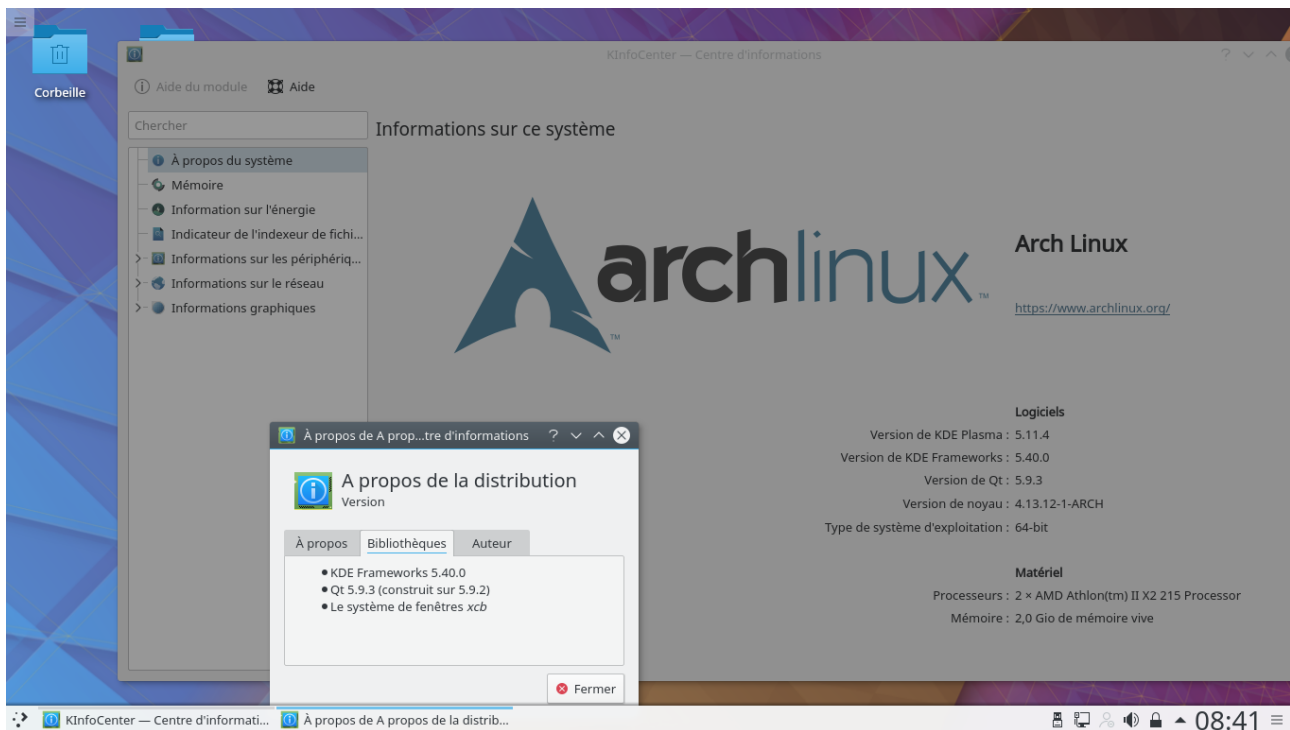 Corbeille
KInfoCenter — Centre d'informations
Aide du module
Aide
Chercher
Informations sur ce système
À propos du système
Mémoire
Information sur l'énergie
Indicateur de l'indexeur de fichi...
Informations sur les périphériq...
Informations sur le réseau
Informations graphiques
archlinux™
™
Arch Linux
https://www.archlinux.org/
Logiciels
Version de KDE Plasma : 5.11.4
Version de KDE Frameworks : 5.40.0
Version de Qt : 5.9.3
Version de noyau : 4.13.12-1-ARCH
Type de système d'exploitation : 64-bit
Matériel
Processeurs : 2 × AMD Athlon(tm) II X2 215 Processor
Mémoire : 2,0 Gio de mémoire vive
À propos de A prop...tre d'informations
A propos de la distribution
Version
À propos
Bibliothèques
Auteur
KDE Frameworks 5.40.0
Qt 5.9.3 (construit sur 5.9.2)
Le système de fenêtres xcb
Fermer
KInfoCenter — Centre d'informati...
À propos de A propos de la distrib...
08:41